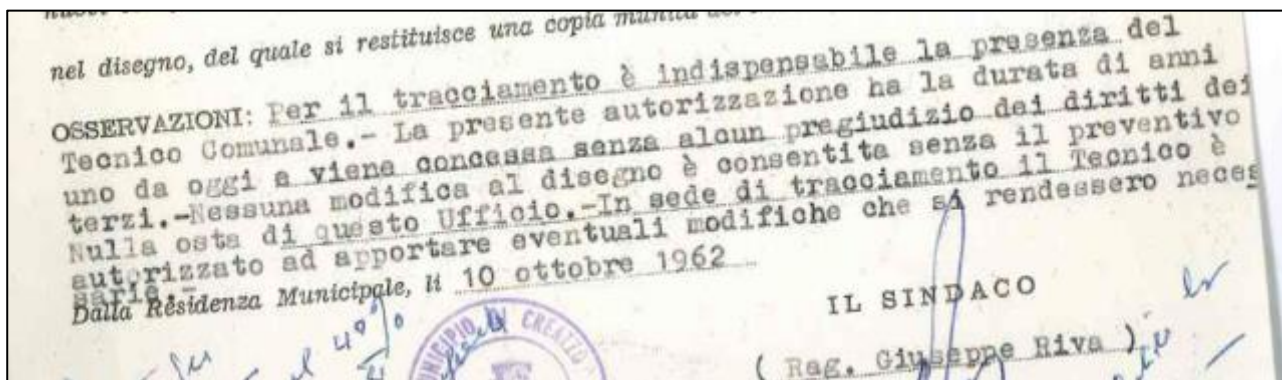 nel disegno, del quale si restituisce una copia munita
OSSERVAZIONI: Per il tracciamento è indispensabile la presenza del
Tecnico Comunale.- La presente autorizzazione ha la durata di anni
uno da oggi e viene concessa senza alcun pregiudizio dei diritti dei
terzi.-Nessuna modifica al disegno è consentita senza il preventivo
Nulla osta di questo Ufficio.-In sede di tracciamento il Tecnico è
autorizzato ad apportare eventuali modifiche che si rendessero neces
sarie.-
Dalla Residenza Municipale, li 10 ottobre 1962
IL SINDACO
MUNICIPIO DI CREAZZO
( Rag. Giuseppe Riva )